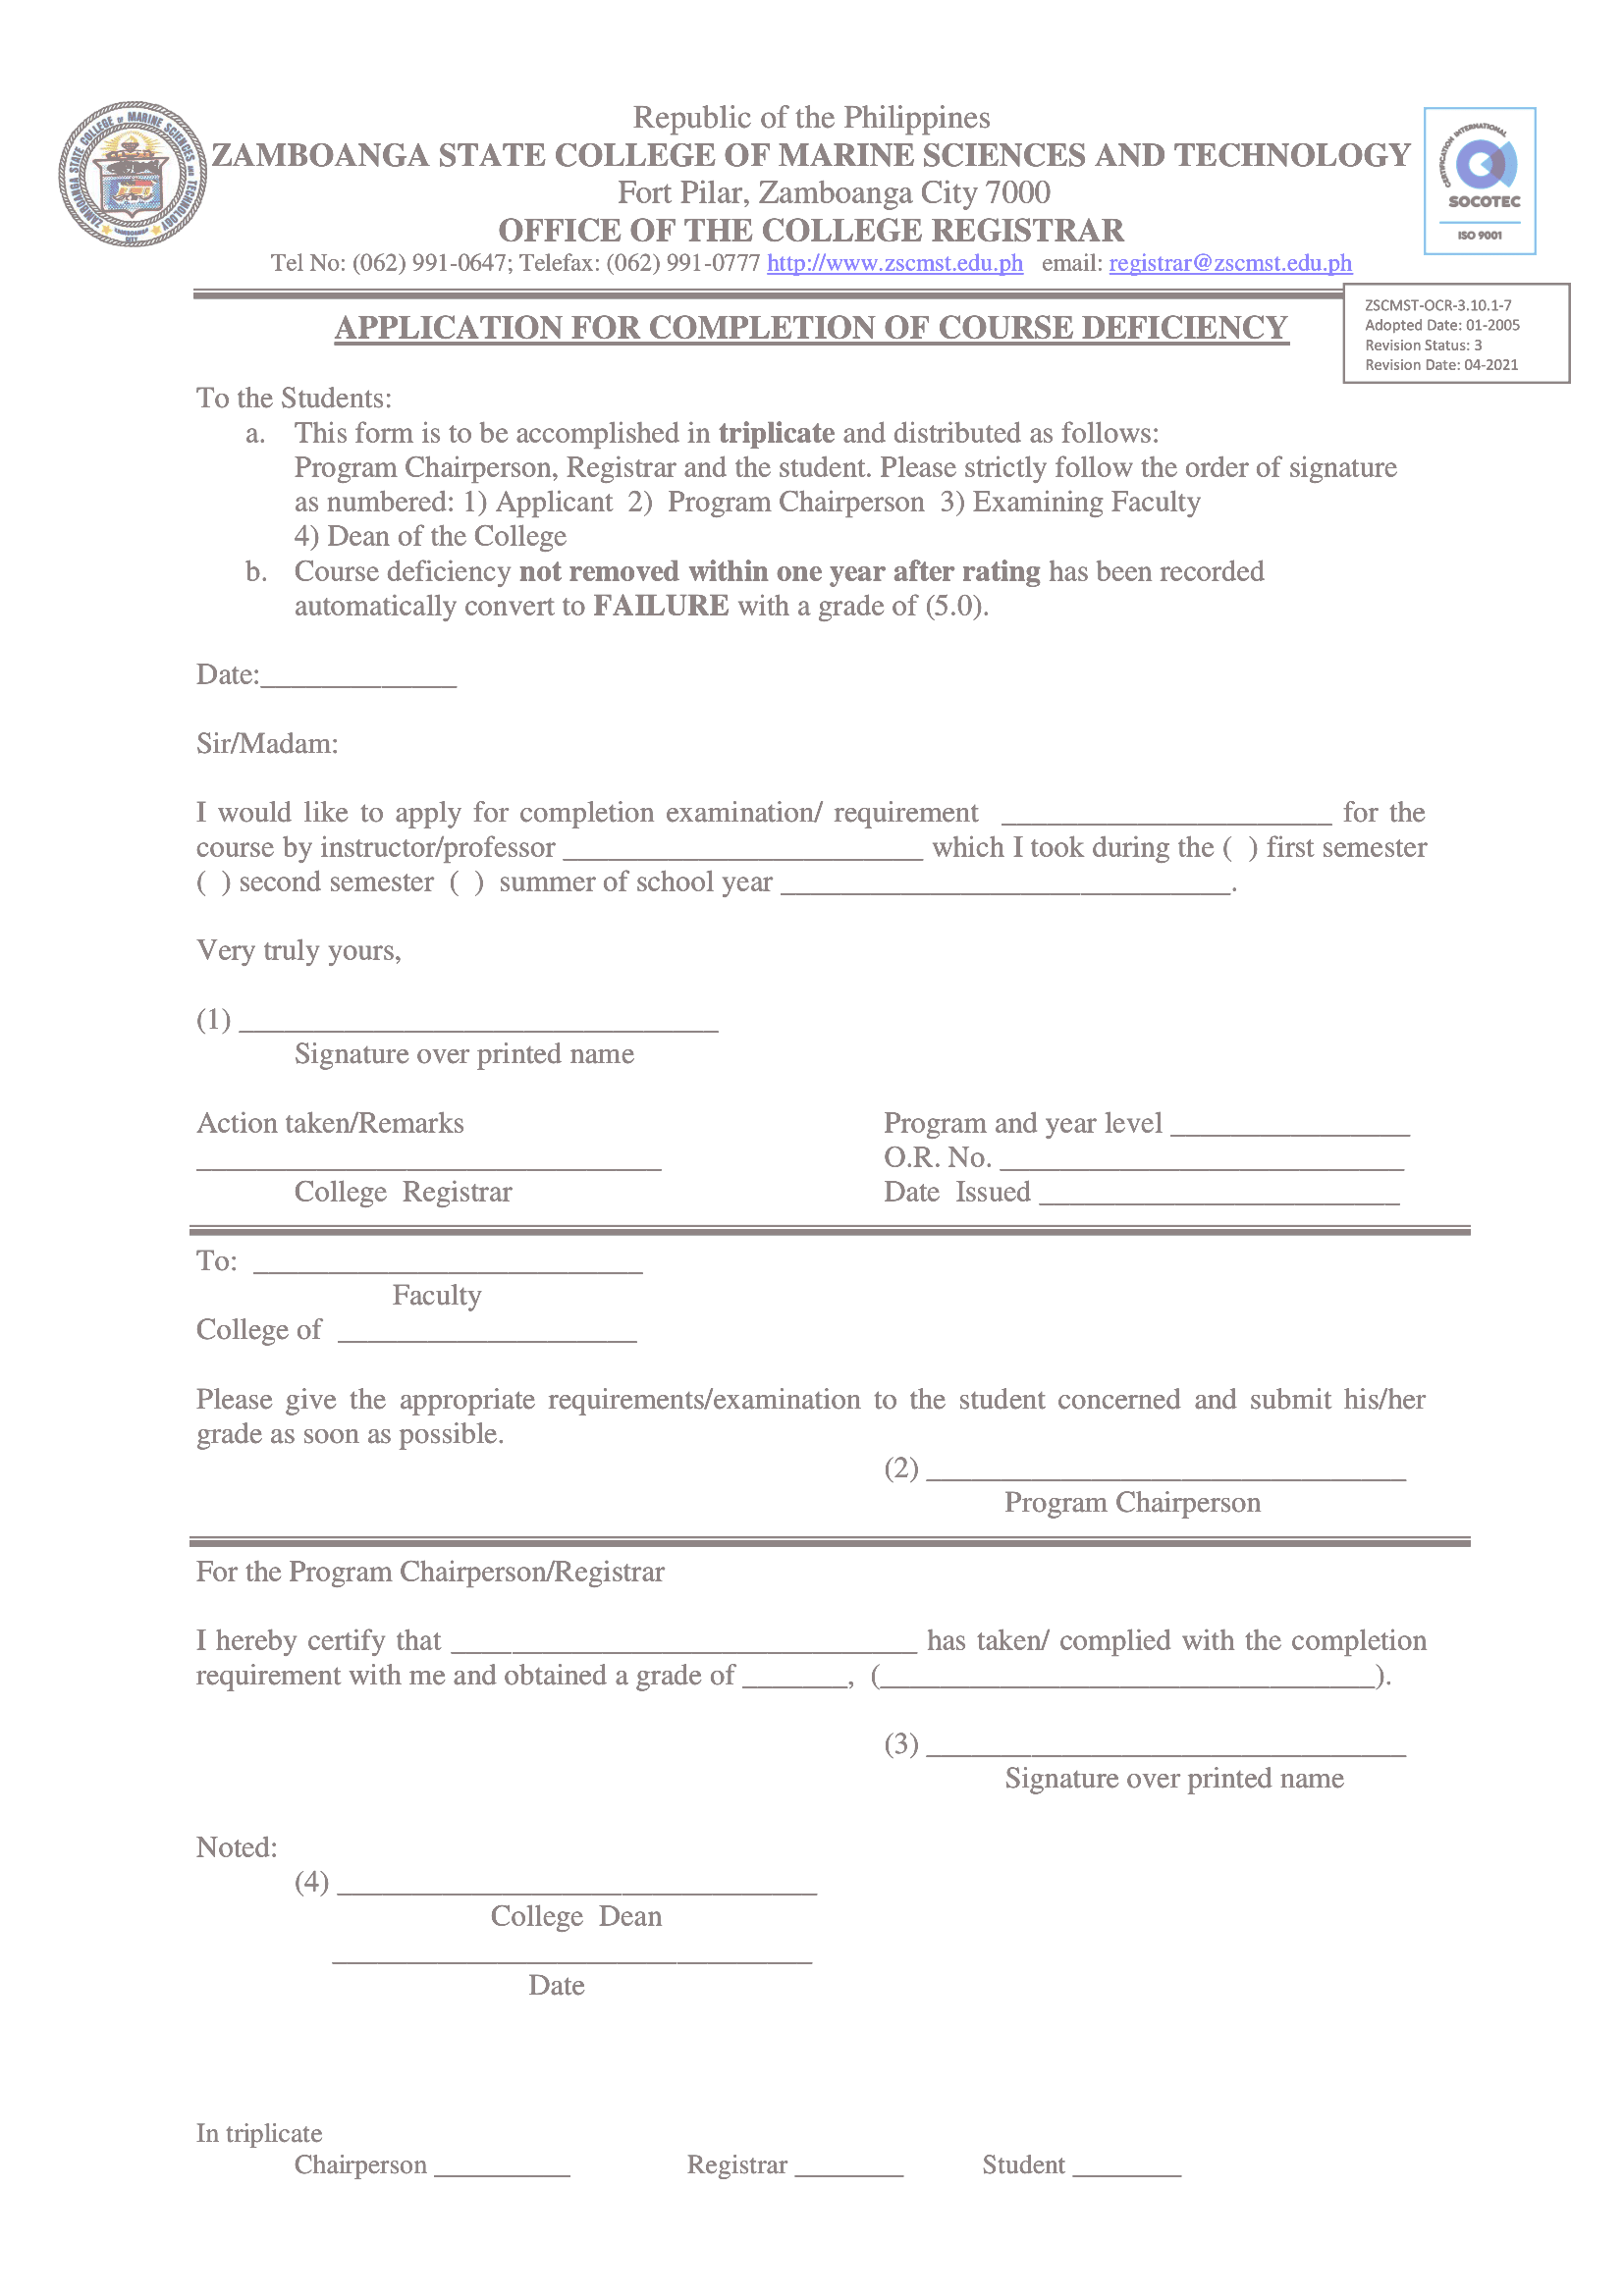 Republic of the Philippines
ZAMBOANGA STATE COLLEGE OF MARINE SCIENCES AND TECHNOLOGY
Fort Pilar, Zamboanga City 7000
OFFICE OF THE COLLEGE REGISTRAR
Tel No: (062) 991-0647; Telefax: (062) 991-0777 http://www.zscmst.edu.ph email: registrar@zscmst.edu.ph
ZAMBOANGA STATE COLLEGE OF MARINE SCIENCES AND TECHNOLOGY
ZAMBOANGA CITY
CERTIFICATION INTERNATIONAL
SOCOTEC
ISO 9001
ZSCMST-OCR-3.10.1-7
Adopted Date: 01-2005
Revision Status: 3
Revision Date: 04-2021
APPLICATION FOR COMPLETION OF COURSE DEFICIENCY
To the Students:
a. This form is to be accomplished in triplicate and distributed as follows:
Program Chairperson, Registrar and the student. Please strictly follow the order of signature
as numbered: 1) Applicant 2) Program Chairperson 3) Examining Faculty
4) Dean of the College
b. Course deficiency not removed within one year after rating has been recorded
automatically convert to FAILURE with a grade of (5.0).
Date:_____________
Sir/Madam:
I would like to apply for completion examination/ requirement ______________________ for the
course by instructor/professor ________________________ which I took during the ( ) first semester
( ) second semester ( ) summer of school year ______________________________.
Very truly yours,
(1) ________________________________
Signature over printed name
Action taken/Remarks
_______________________________
College Registrar
Program and year level ________________
O.R. No. ___________________________
Date Issued ________________________
To: __________________________
Faculty
College of ____________________
Please give the appropriate requirements/examination to the student concerned and submit his/her
grade as soon as possible.
(2) ________________________________
Program Chairperson
For the Program Chairperson/Registrar
I hereby certify that _______________________________ has taken/ complied with the completion
requirement with me and obtained a grade of _______, (_________________________________).
(3) ________________________________
Signature over printed name
Noted:
(4) ________________________________
College Dean
________________________________
Date
In triplicate
Chairperson __________ Registrar ________ Student ________